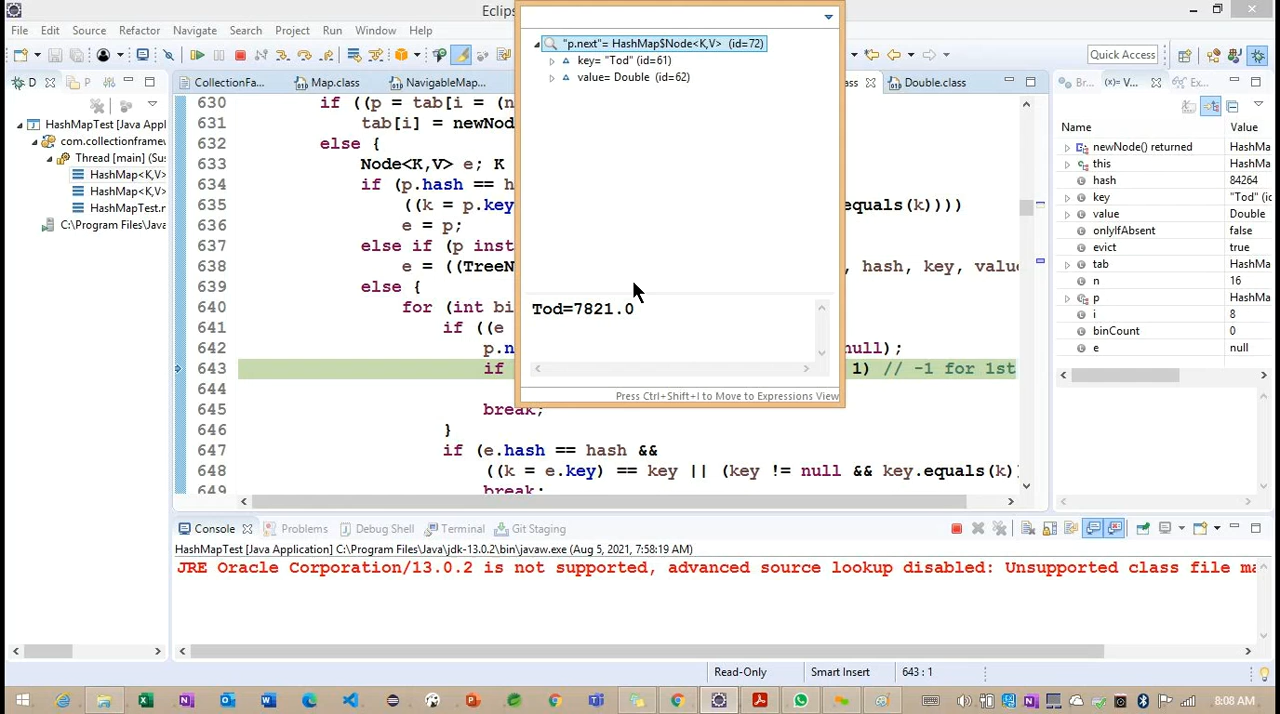 Eclips
File Edit Source Refactor Navigate Search Project Run Window Help
Quick Access
D P
CollectionFa... Map.class NavigableMap... ass Double.class
Br... (x)= V... Ex...
HashMapTest [Java Appl
com.collectionframew
Thread [main] (Sus
HashMap<K,V>
HashMap<K,V>
HashMapTest.r
C:\Program Files\Java
630 if ((p = tab[i = (n
631 tab[i] = newNod
632 else {
633 Node<K,V> e; K
634 if (p.hash == h
635 ((k = p.key equals(k))))
636 e = p;
637 else if (p inst
638 e = ((TreeN , hash, key, value
639 else {
640 for (int bi
641 if ((e
642 p.n null);
643 if 1) // -1 for 1st
644
645 break;
646 }
647 if (e.hash == hash &&
648 ((k = e.key) == key || (key != null && key.equals(k))
649 break;
"p.next"= HashMap$Node<K,V> (id=72)
key= "Tod" (id=61)
value= Double (id=62)
Tod=7821.0
Press Ctrl+Shift+I to Move to Expressions View
Name Value
newNode() returned HashMa
this HashMa
hash 84264
key "Tod" (ic
value Double
onlyIfAbsent false
evict true
tab HashMa
n 16
p HashMa
i 8
binCount 0
e null
Console Problems Debug Shell Terminal Git Staging
HashMapTest [Java Application] C:\Program Files\Java\jdk-13.0.2\bin\javaw.exe (Aug 5, 2021, 7:58:19 AM)
JRE Oracle Corporation/13.0.2 is not supported, advanced source lookup disabled: Unsupported class file ma
Read-Only Smart Insert 643 : 1
8:08 AM